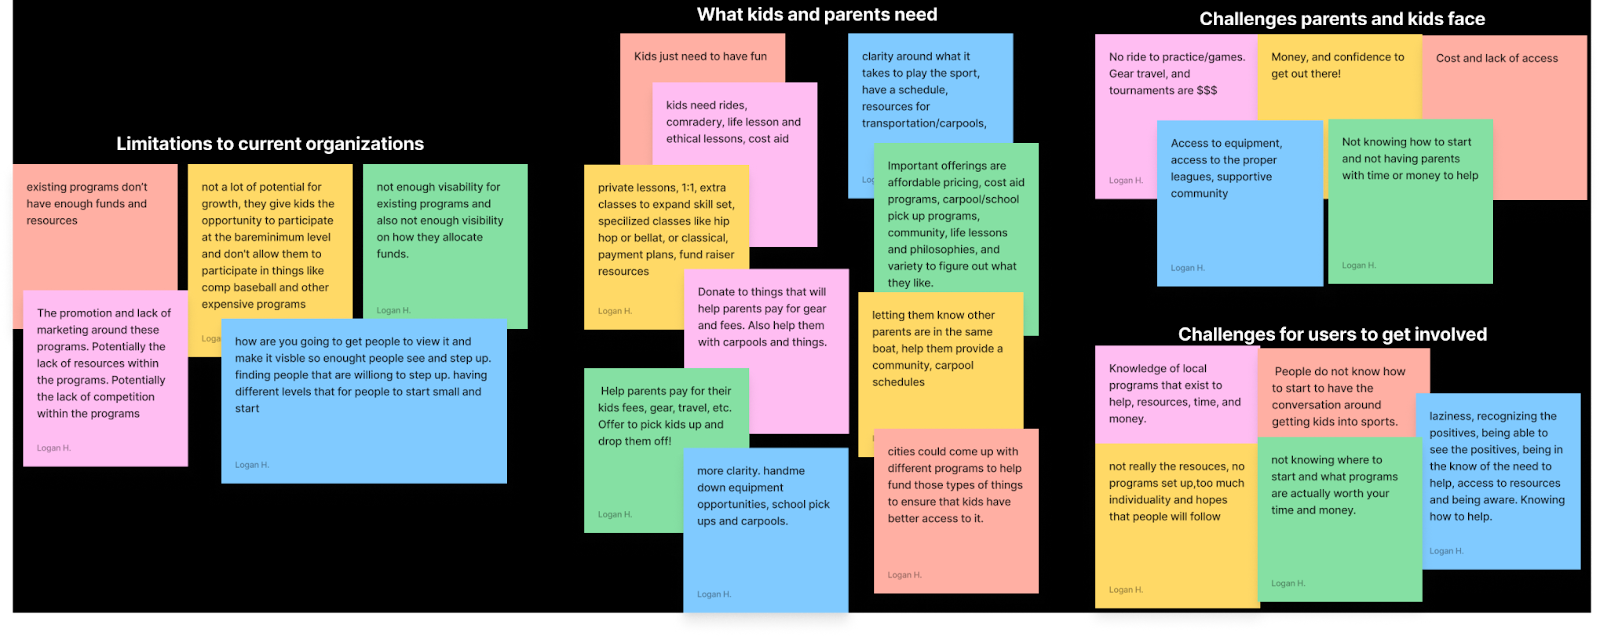 Limitations to current organizations
existing programs don't
have enough funds and
resources
not a lot of potential for
growth, they give kids the
opportunity to participate
at the bareminimum level
and don't allow them to
participate in things like
comp baseball and other
expensive programs
Loga
not enough visability for
existing programs and
also not enough visibility
on how they allocate
funds.
Logan H.
The promotion and lack of
marketing around these
programs. Potentially the
lack of resources within
the programs. Potentially
the lack of competition
within the programs
Logan H.
how are you going to get people to view it and
make it visble so enought people see and step up.
finding people that are williong to step up. having
different levels that for people to start small and
start
Logan H.
What kids and parents need
Kids just need to have fun
kids need rides,
comradery, life lesson and
ethical lessons, cost aid
clarity around what it
takes to play the sport,
have a schedule,
resources for
transportation/carpools,
Log
private lessons, 1:1, extra
classes to expand skill set,
specilized classes like hip
hop or bellat, or classical,
payment plans, fund raiser
resources
Logan H.
Important offerings are
affordable pricing, cost aid
programs, carpool/school
pick up programs,
community, life lessons
and philosophies, and
variety to figure out what
they like.
Donate to things that will
help parents pay for gear
and fees. Also help them
with carpools and things.
letting them know other
parents are in the same
boat, help them provide a
community, carpool
schedules
Help parents pay for their
kids fees, gear, travel, etc.
Offer to pick kids up and
drop them off!
Logan H.
more clarity. handme
down equipment
opportunities, school pick
ups and carpools.
Logan H.
cities could come up with
different programs to help
fund those types of things
to ensure that kids have
better access to it.
Logan H.
Challenges parents and kids face
No ride to practice/games.
Gear travel, and
tournaments are $$$
Logan H.
Money, and confidence to
get out there!
Cost and lack of access
Access to equipment,
access to the proper
leagues, supportive
community
Logan H.
Not knowing how to start
and not having parents
with time or money to help
Logan H.
Challenges for users to get involved
Knowledge of local
programs that exist to
help, resources, time, and
money.
People do not know how
to start to have the
conversation around
getting kids into sports.
laziness, recognizing the
positives, being able to
see the positives, being in
the know of the need to
help, access to resources
and being aware. Knowing
how to help.
Logan H.
not really the resouces, no
programs set up,too much
individuality and hopes
that people will follow
Logan H.
not knowing where to
start and what programs
are actually worth your
time and money.
Logan H.